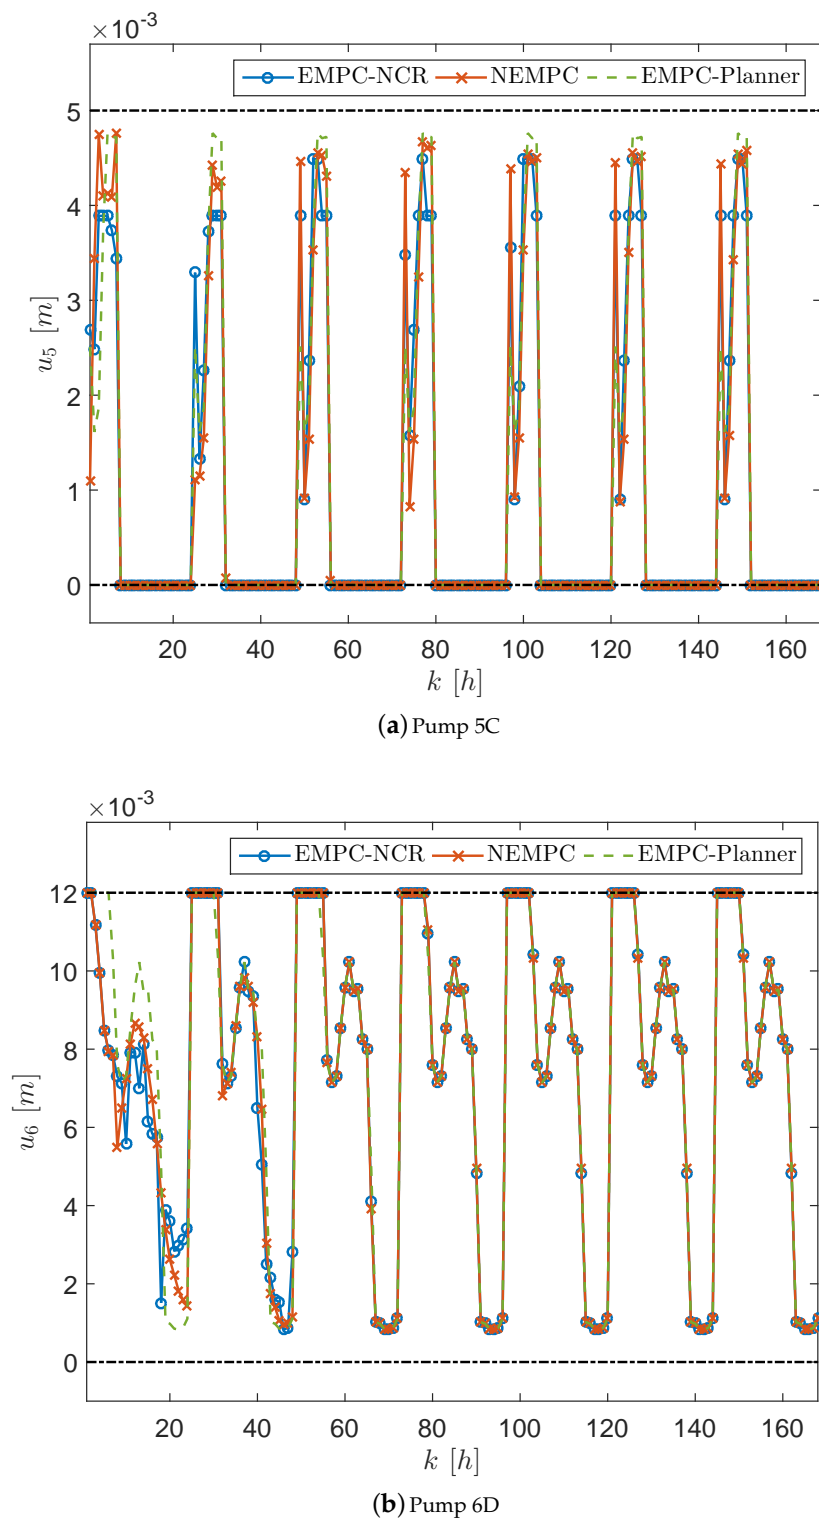 ×10-3
EMPC-NCR NEMPC EMPC-Planner
5
4
3
2
1
0
u5 [m]
20 40 60 80 100 120 140 160
k [h]
(a) Pump 5C
×10-3
EMPC-NCR NEMPC EMPC-Planner
12
10
8
6
4
2
0
u6 [m]
20 40 60 80 100 120 140 160
k [h]
(b) Pump 6D